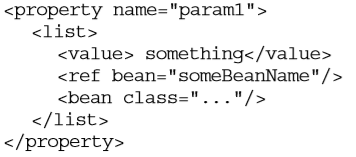 <property name="param1">
   <list>
      <value> something</value>
      <ref bean="someBeanName"/>
      <bean class="..."/>
   </list>
</property>